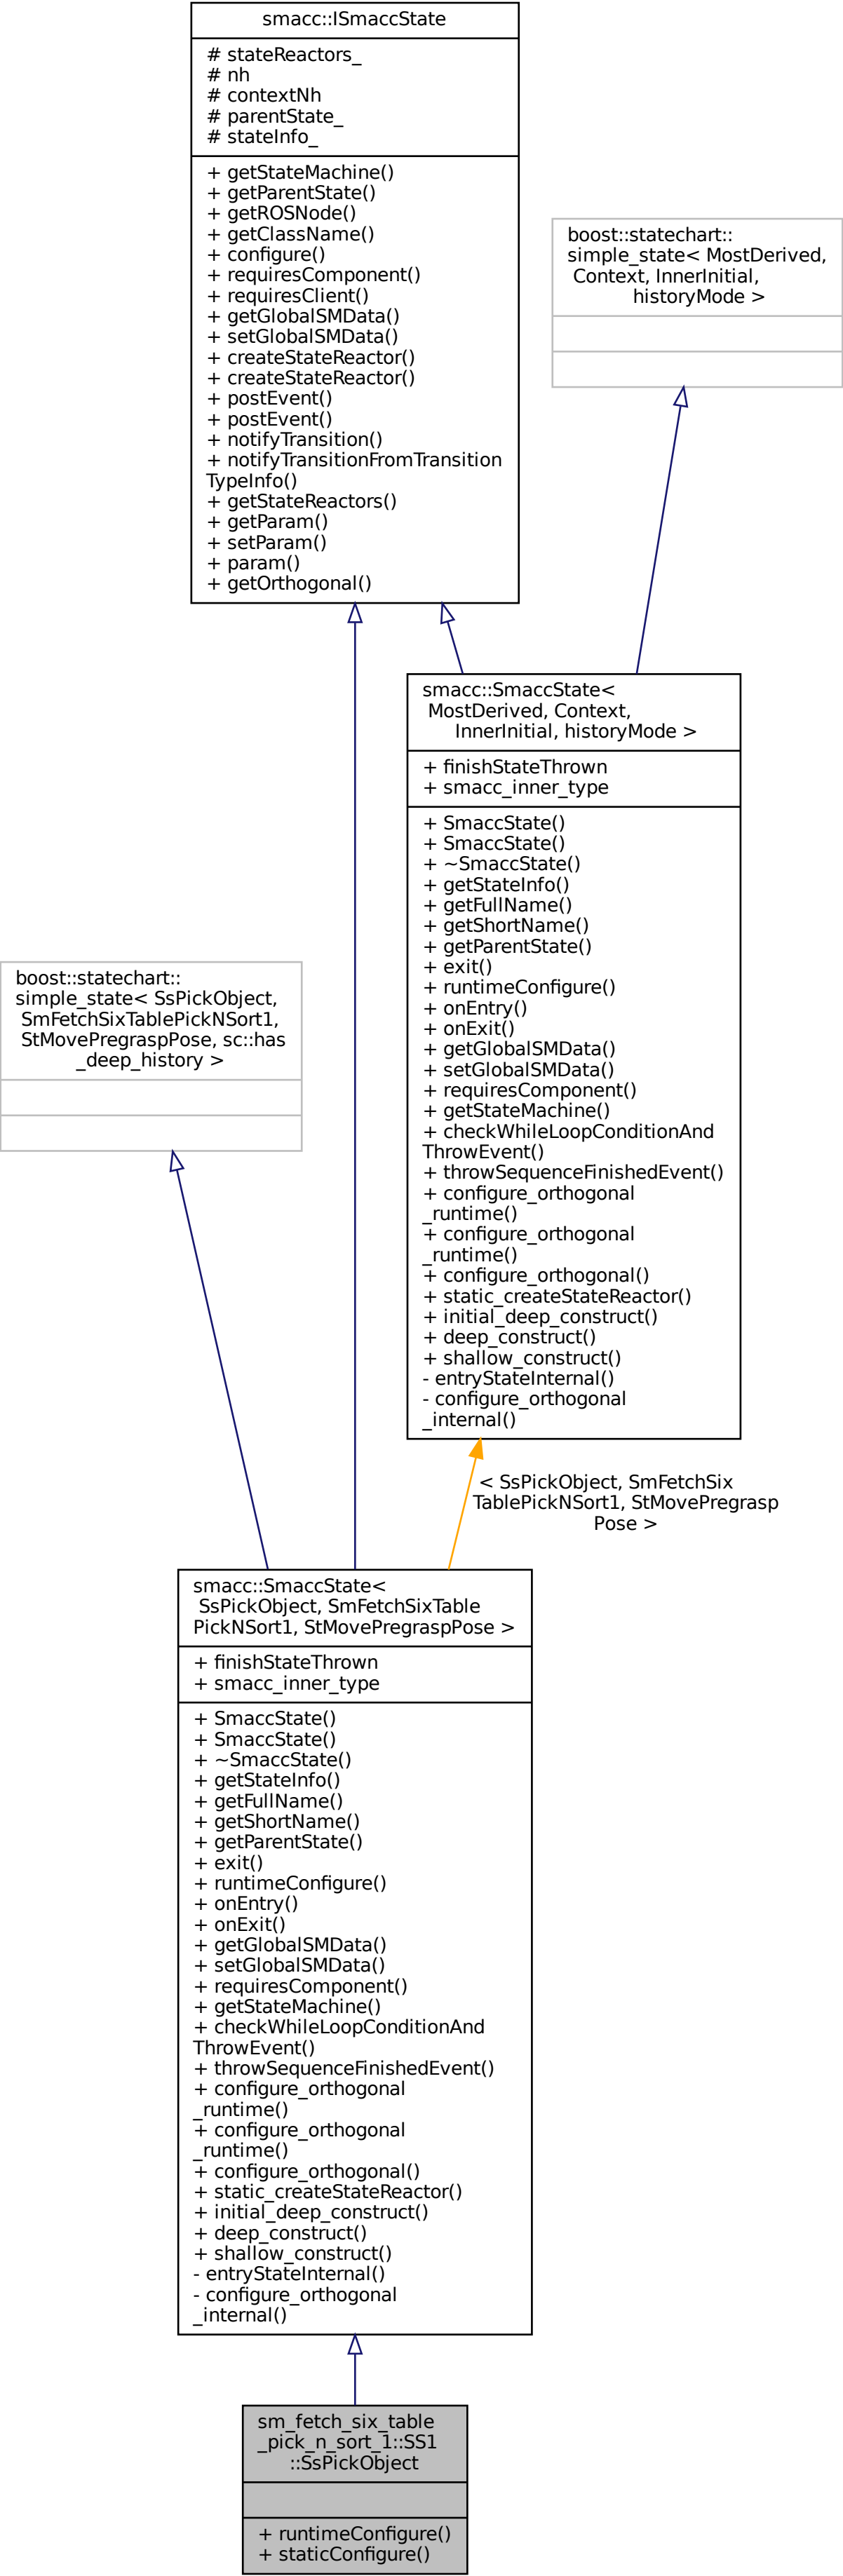 smacc::ISmaccState
# stateReactors_
# nh
# contextNh
# parentState_
# stateInfo_
+ getStateMachine()
+ getParentState()
+ getROSNode()
+ getClassName()
+ configure()
+ requiresComponent()
+ requiresClient()
+ getGlobalSMData()
+ setGlobalSMData()
+ createStateReactor()
+ createStateReactor()
+ postEvent()
+ postEvent()
+ notifyTransition()
+ notifyTransitionFromTransition
TypeInfo()
+ getStateReactors()
+ getParam()
+ setParam()
+ param()
+ getOrthogonal()
boost::statechart::
simple_state< MostDerived,
Context, InnerInitial,
historyMode >
smacc::SmaccState<
MostDerived, Context,
InnerInitial, historyMode >
+ finishStateThrown
+ smacc_inner_type
+ SmaccState()
+ SmaccState()
+ ~SmaccState()
+ getStateInfo()
+ getFullName()
+ getShortName()
+ getParentState()
+ exit()
+ runtimeConfigure()
+ onEntry()
+ onExit()
+ getGlobalSMData()
+ setGlobalSMData()
+ requiresComponent()
+ getStateMachine()
+ checkWhileLoopConditionAnd
ThrowEvent()
+ throwSequenceFinishedEvent()
+ configure_orthogonal
_runtime()
+ configure_orthogonal
_runtime()
+ configure_orthogonal()
+ static_createStateReactor()
+ initial_deep_construct()
+ deep_construct()
+ shallow_construct()
- entryStateInternal()
- configure_orthogonal
_internal()
boost::statechart::
simple_state< SsPickObject,
SmFetchSixTablePickNSort1,
StMovePregraspPose, sc::has
_deep_history >
< SsPickObject, SmFetchSix
TablePickNSort1, StMovePregrasp
Pose >
smacc::SmaccState<
SsPickObject, SmFetchSixTable
PickNSort1, StMovePregraspPose >
+ finishStateThrown
+ smacc_inner_type
+ SmaccState()
+ SmaccState()
+ ~SmaccState()
+ getStateInfo()
+ getFullName()
+ getShortName()
+ getParentState()
+ exit()
+ runtimeConfigure()
+ onEntry()
+ onExit()
+ getGlobalSMData()
+ setGlobalSMData()
+ requiresComponent()
+ getStateMachine()
+ checkWhileLoopConditionAnd
ThrowEvent()
+ throwSequenceFinishedEvent()
+ configure_orthogonal
_runtime()
+ configure_orthogonal
_runtime()
+ configure_orthogonal()
+ static_createStateReactor()
+ initial_deep_construct()
+ deep_construct()
+ shallow_construct()
- entryStateInternal()
- configure_orthogonal
_internal()
sm_fetch_six_table
_pick_n_sort_1::SS1
::SsPickObject
+ runtimeConfigure()
+ staticConfigure()